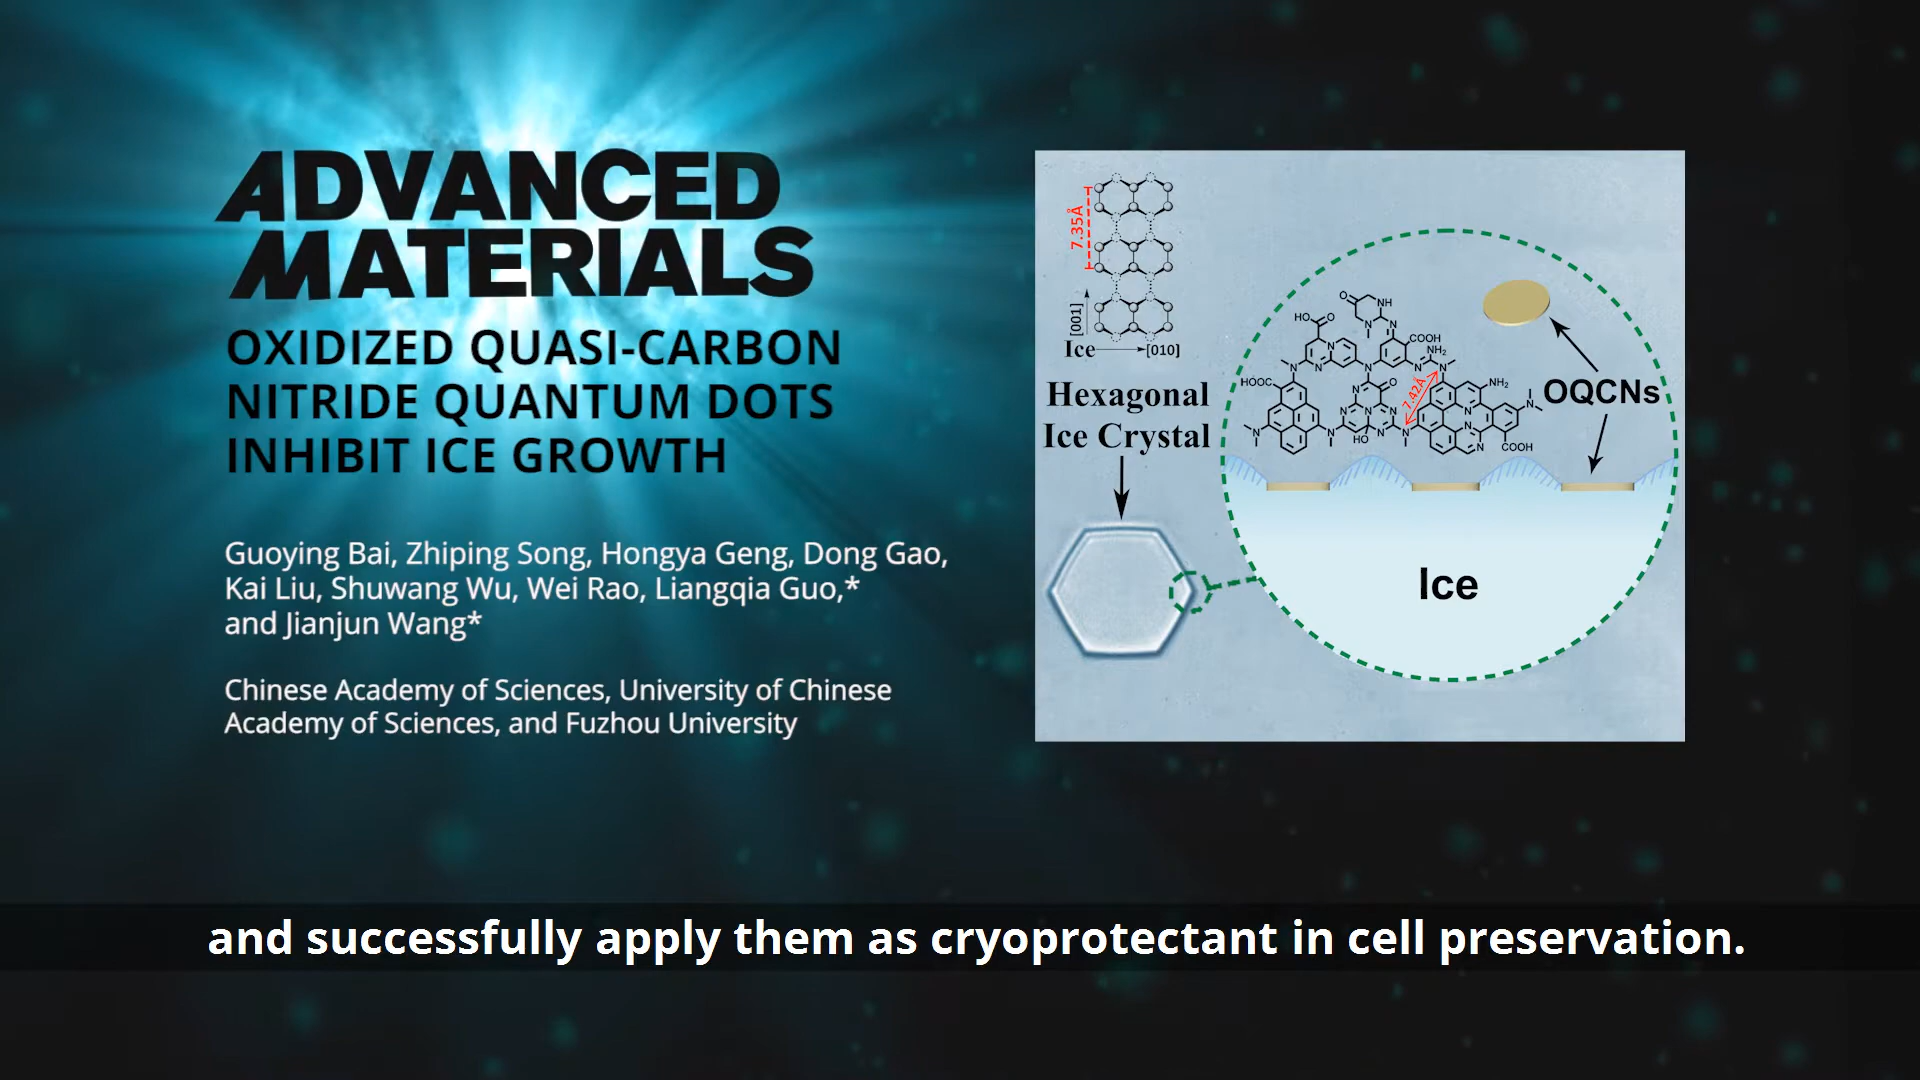 ADVANCED
MATERIALS
OXIDIZED QUASI-CARBON
NITRIDE QUANTUM DOTS
INHIBIT ICE GROWTH
Guoying Bai, Zhiping Song, Hongya Geng, Dong Gao,
Kai Liu, Shuwang Wu, Wei Rao, Liangqia Guo,*
and Jianjun Wang*
Chinese Academy of Sciences, University of Chinese
Academy of Sciences, and Fuzhou University
7.35Å
[001]
Ice
[010]
Hexagonal
Ice Crystal
O
NH
N
N
HO
O
COOH
NH₂
N
N
N
N
N
N
HOOC
O
7.42Å
NH₂
OQCNs
N
N
N
N
N
N
N
N
N
HO
COOH
Ice
and successfully apply them as cryoprotectant in cell preservation.